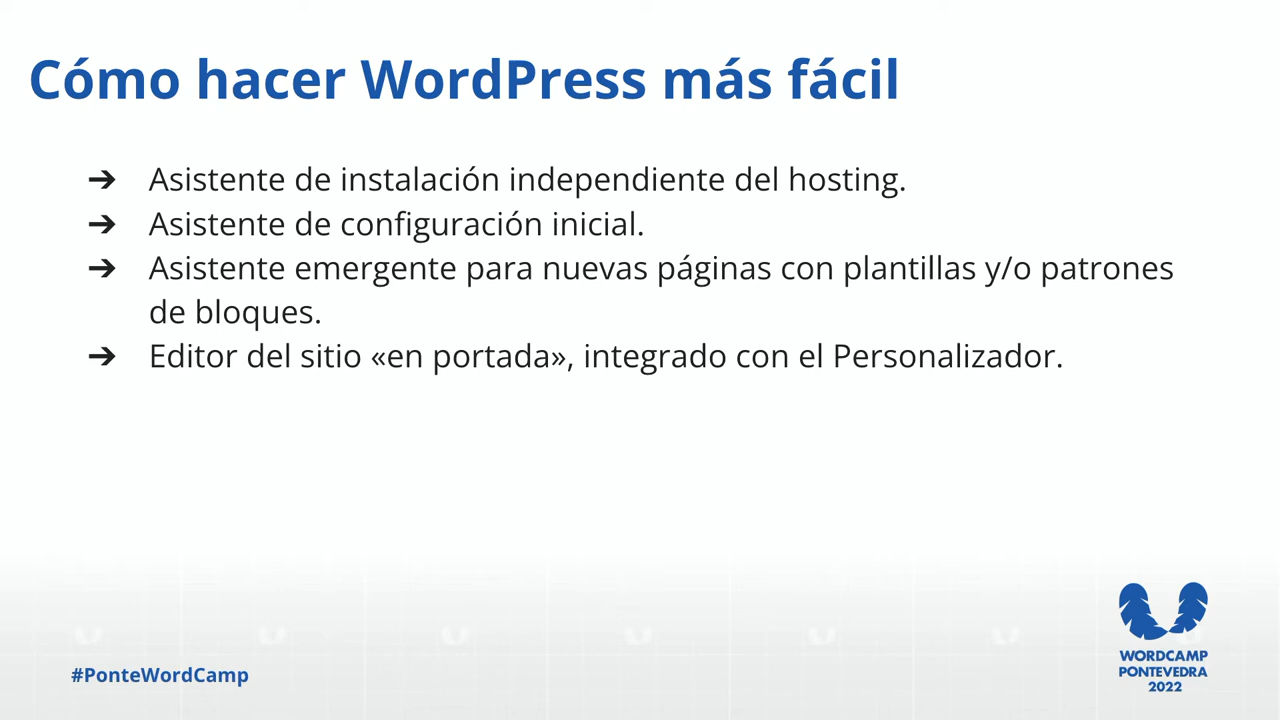 Cómo hacer WordPress más fácil
➔ Asistente de instalación independiente del hosting.
➔ Asistente de configuración inicial.
➔ Asistente emergente para nuevas páginas con plantillas y/o patrones
de bloques.
➔ Editor del sitio «en portada», integrado con el Personalizador.
#PonteWordCamp
WORDCAMP
PONTEVEDRA
2022